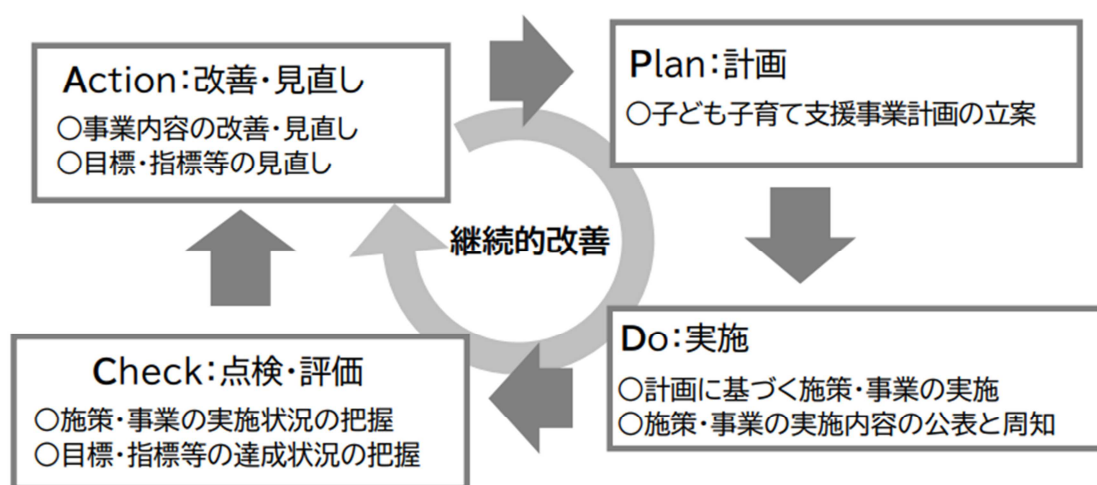 Action：改善・見直し
○事業内容の改善・見直し
○目標・指標等の見直し
Plan：計画
○子ども子育て支援事業計画の立案
継続的改善
Check：点検・評価
○施策・事業の実施状況の把握
○目標・指標等の達成状況の把握
Do：実施
○計画に基づく施策・事業の実施
○施策・事業の実施内容の公表と周知